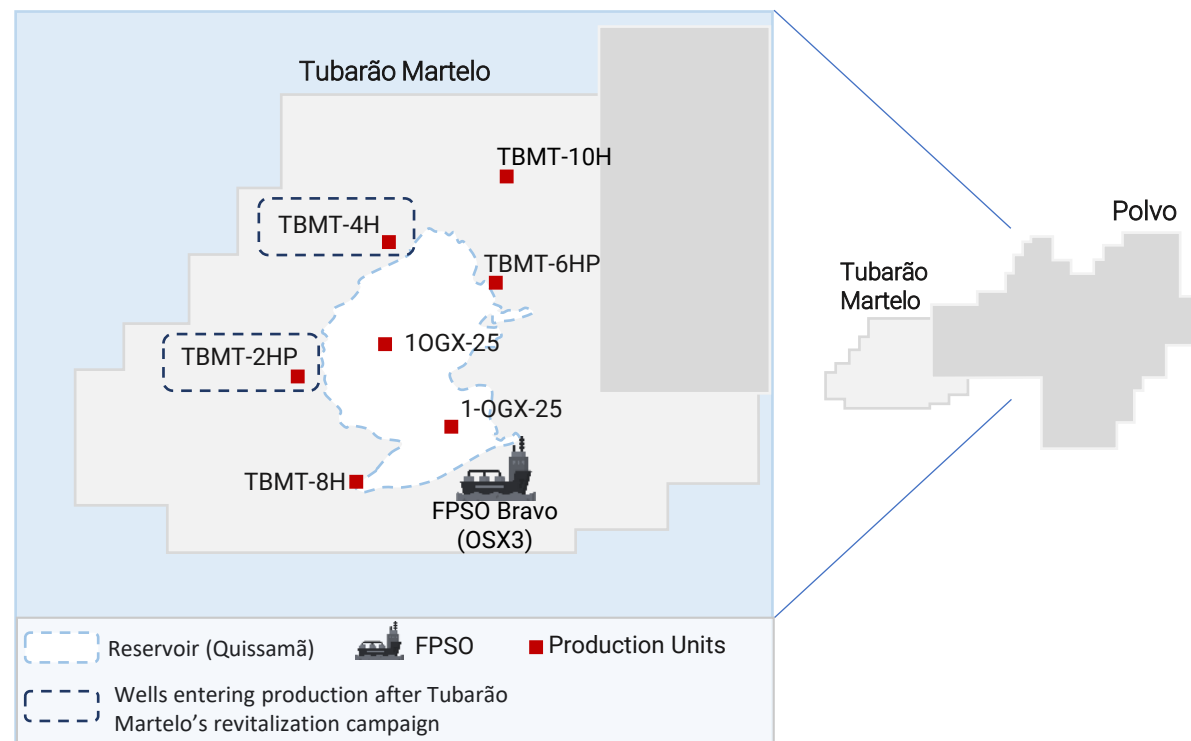 Tubarão Martelo
TBMT-10H
TBMT-4H
TBMT-6HP
1OGX-25
TBMT-2HP
1-OGX-25
TBMT-8H
FPSO Bravo
(OSX3)
Polvo
Tubarão
Martelo
Reservoir (Quissamã)
FPSO
Production Units
Wells entering production after Tubarão
Martelo’s revitalization campaign